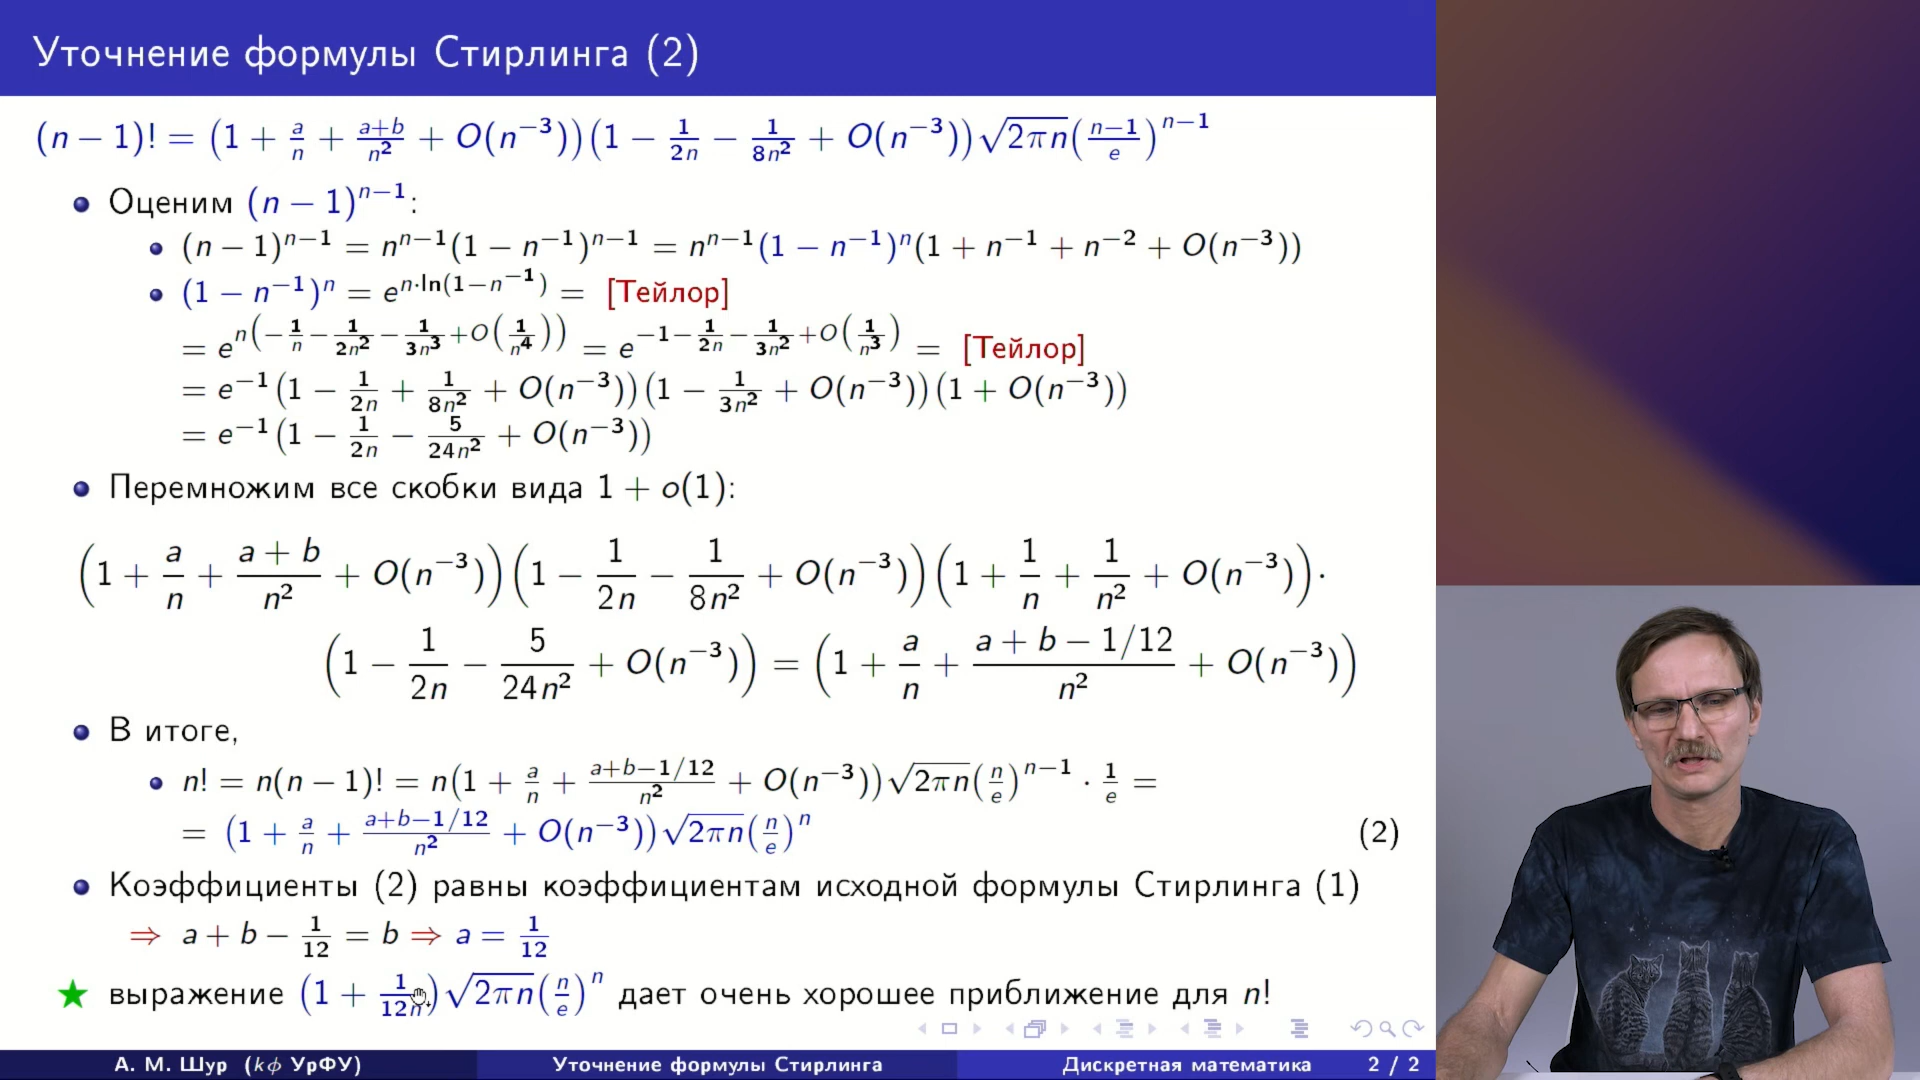 Уточнение формулы Стирлинга (2)
(n − 1)! = (1 + a/n + (a+b)/n² + O(n⁻³))(1 − 1/2n − 1/8n² + O(n⁻³))√2πn((n−1)/e)ⁿ⁻¹
Оценим (n − 1)ⁿ⁻¹:
(n − 1)ⁿ⁻¹ = nⁿ⁻¹(1 − n⁻¹)ⁿ⁻¹ = nⁿ⁻¹(1 − n⁻¹)ⁿ(1 + n⁻¹ + n⁻² + O(n⁻³))
(1 − n⁻¹)ⁿ = e^(n·ln(1−n⁻¹)) = [Тейлор]
= e^(n(−1/n − 1/2n² − 1/3n³ + O(1/n⁴))) = e^(−1 − 1/2n − 1/3n² + O(1/n³)) = [Тейлор]
= e⁻¹(1 − 1/2n + 1/8n² + O(n⁻³))(1 − 1/3n² + O(n⁻³))(1 + O(n⁻³))
= e⁻¹(1 − 1/2n − 5/24n² + O(n⁻³))
Перемножим все скобки вида 1 + o(1):
(1 + a/n + (a + b)/n² + O(n⁻³))(1 − 1/2n − 1/8n² + O(n⁻³))(1 + 1/n + 1/n² + O(n⁻³))·
(1 − 1/2n − 5/24n² + O(n⁻³)) = (1 + a/n + (a + b − 1/12)/n² + O(n⁻³))
В итоге,
n! = n(n − 1)! = n(1 + a/n + (a+b−1/12)/n² + O(n⁻³))√2πn(n/e)ⁿ⁻¹ · 1/e =
= (1 + a/n + (a+b−1/12)/n² + O(n⁻³))√2πn(n/e)ⁿ (2)
Коэффициенты (2) равны коэффициентам исходной формулы Стирлинга (1)
⇒ a + b − 1/12 = b ⇒ a = 1/12
★ выражение (1 + 1/12n)√2πn(n/e)ⁿ дает очень хорошее приближение для n!
А. М. Шур (kф УрФУ) Уточнение формулы Стирлинга Дискретная математика 2 / 2